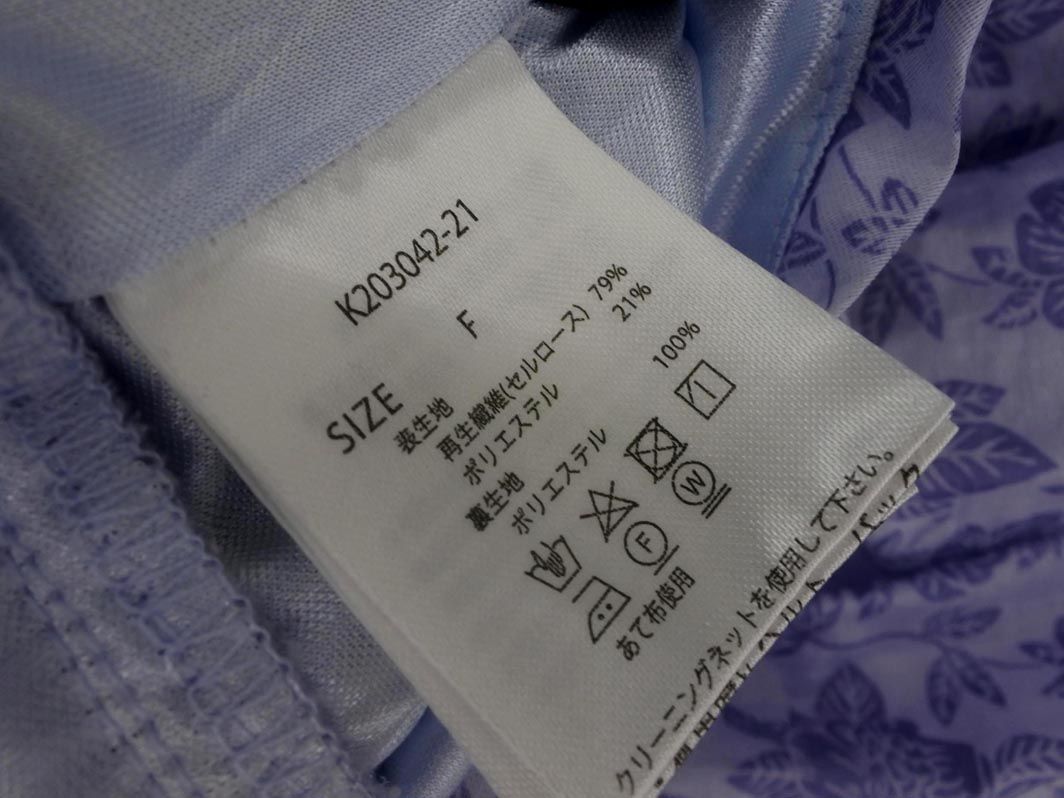 K203042-21
SIZE F
表生地
再生繊維(セルロース) 79%
ポリエステル 21%
裏生地
ポリエステル 100%
F W
あて布使用
クリーニングネットを使用して下さい。